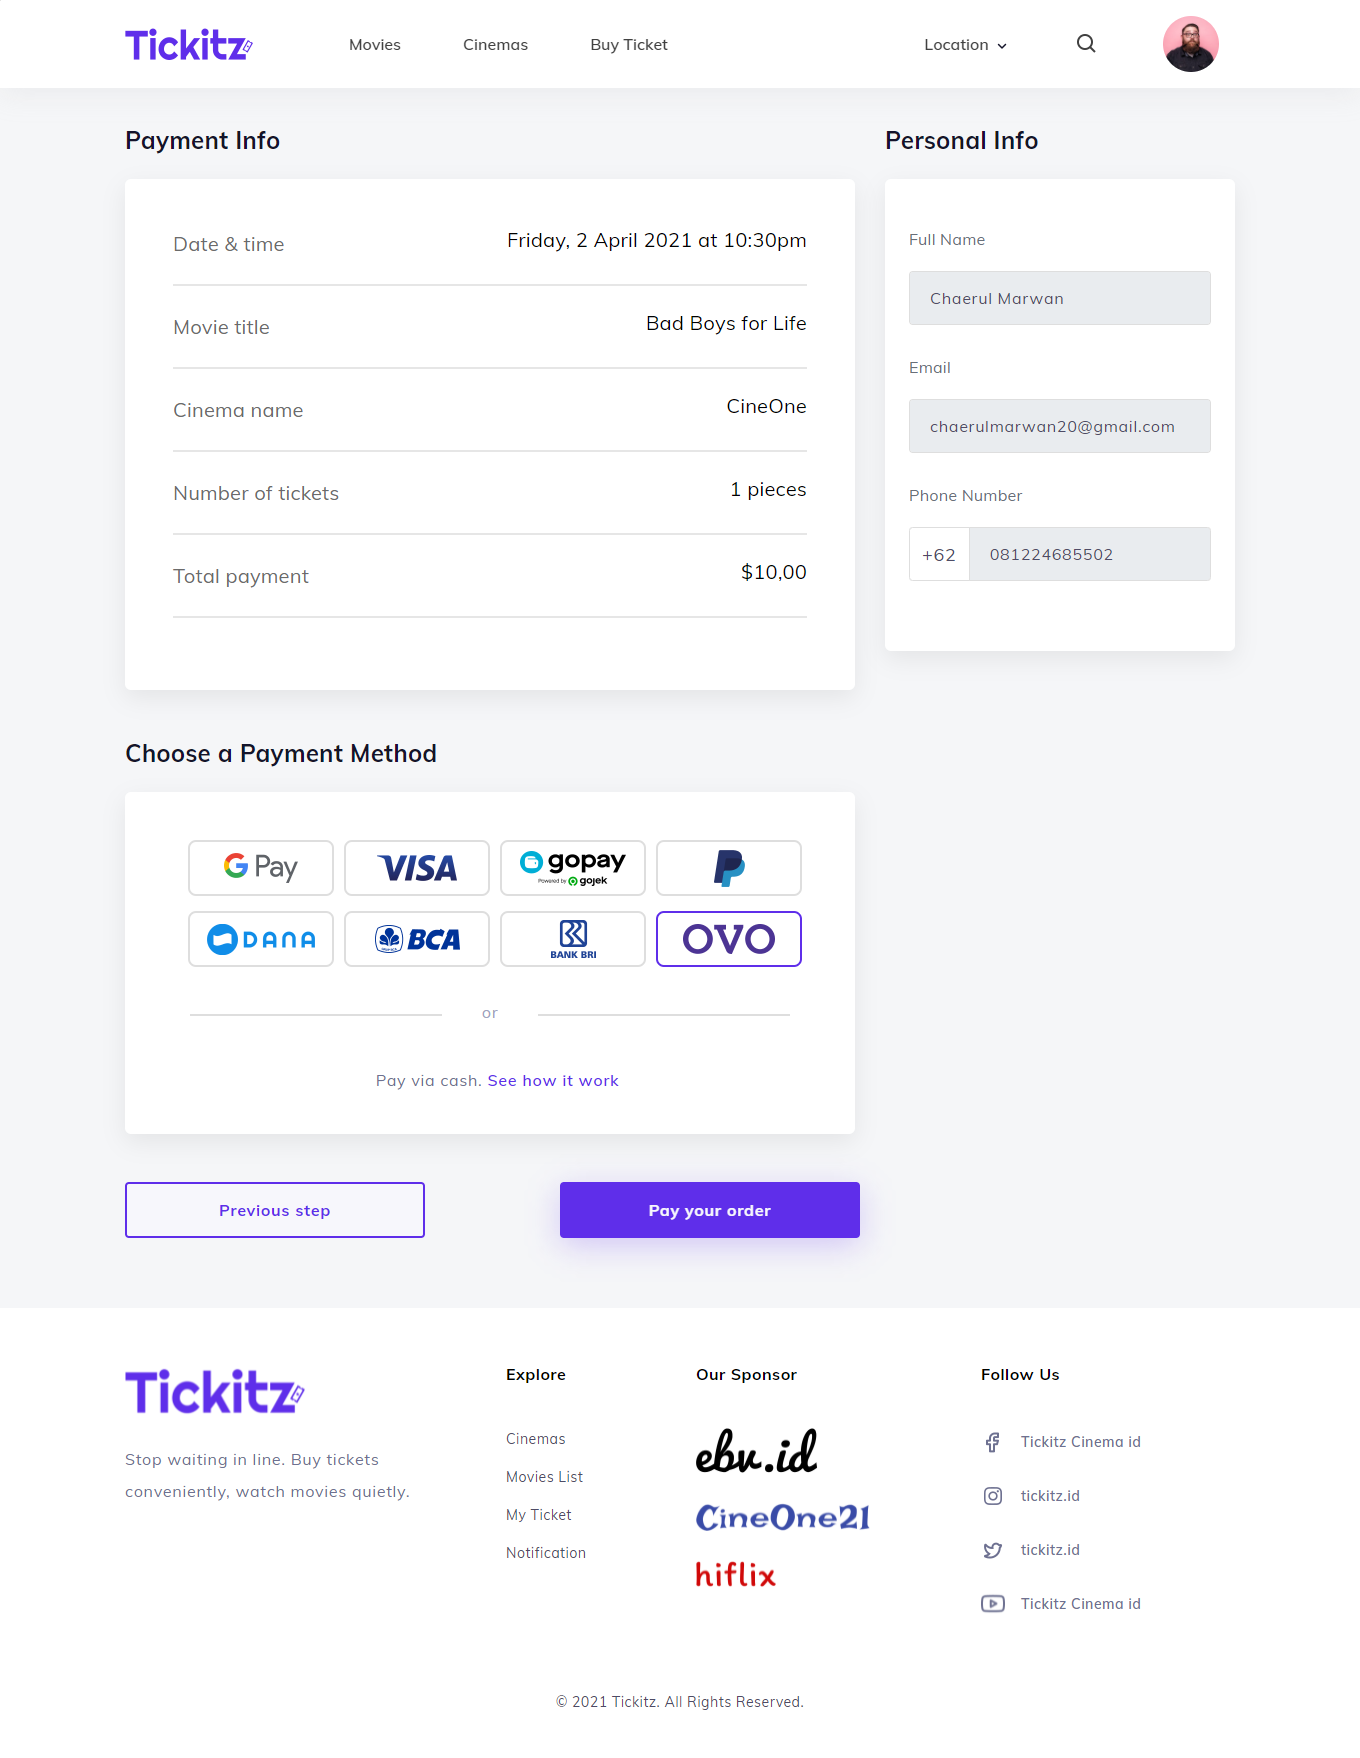 Tickitz
Movies
Cinemas
Buy Ticket
Location
Payment Info
Date & time
Friday, 2 April 2021 at 10:30pm
Movie title
Bad Boys for Life
Cinema name
CineOne
Number of tickets
1 pieces
Total payment
$10,00
Personal Info
Full Name
Chaerul Marwan
Email
chaerulmarwan20@gmail.com
Phone Number
+62
081224685502
Choose a Payment Method
G Pay
VISA
gopay
Powered by gojek
P
DANA
BCA
BANK BRI
OVO
or
Pay via cash. See how it work
Previous step
Pay your order
Tickitz
Stop waiting in line. Buy tickets
conveniently, watch movies quietly.
Explore
Cinemas
Movies List
My Ticket
Notification
Our Sponsor
ebv.id
CineOne21
hiflix
Follow Us
Tickitz Cinema id
tickitz.id
tickitz.id
Tickitz Cinema id
© 2021 Tickitz. All Rights Reserved.